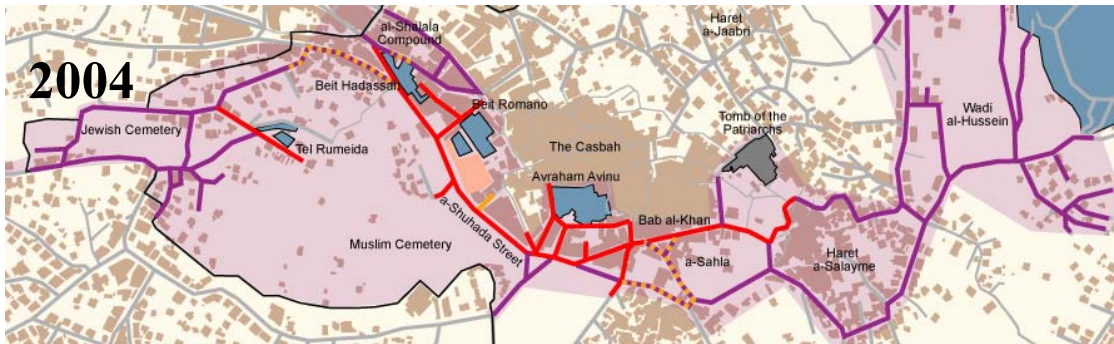 2004
al-Shalala
Compound
Haret
a-Jaabri
Beit Hadassah
Beit Romano
Jewish Cemetery
Tel Rumeida
The Casbah
Tomb of the
Patriarchs
Wadi
al-Hussein
Avraham Avinu
a-Shuhada Street
Bab al-Khan
Muslim Cemetery
a-Sahla
Haret
a-Salayme